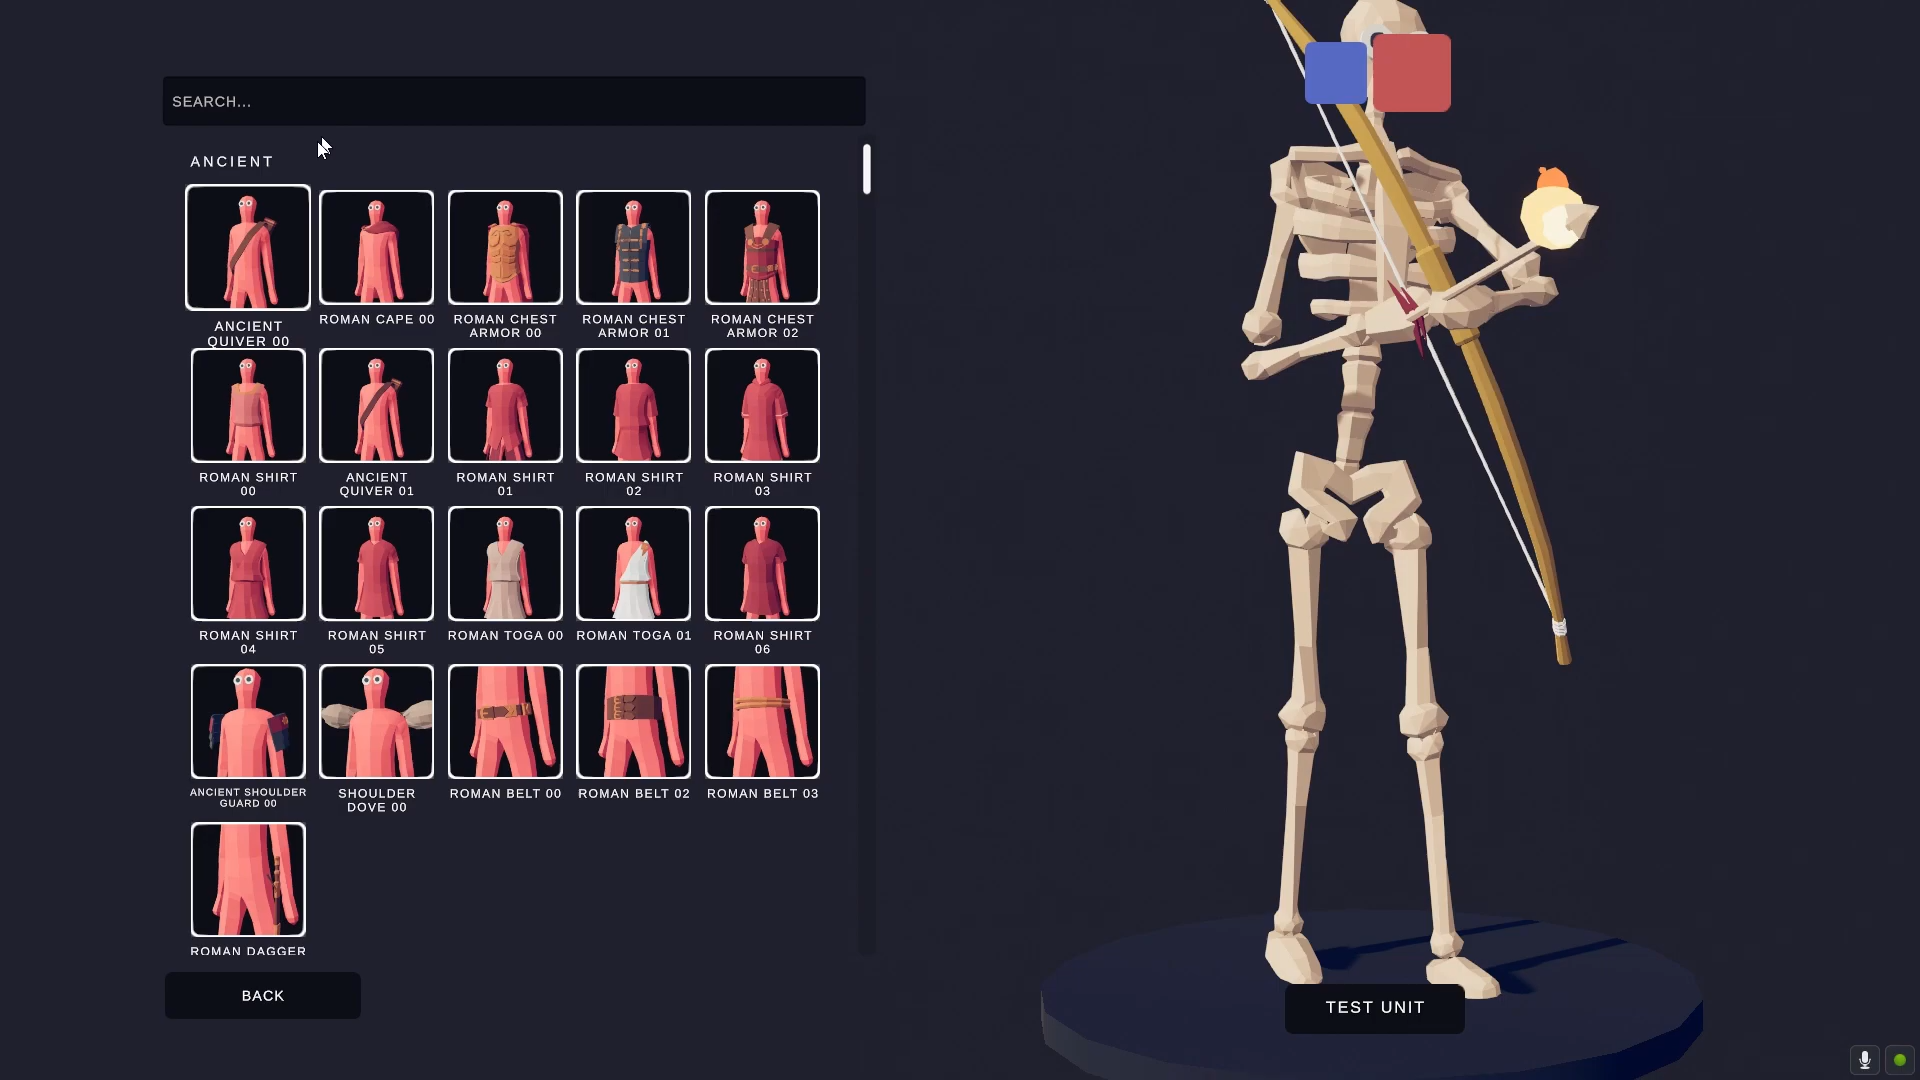 SEARCH...
ANCIENT
ANCIENT
QUIVER 00
ROMAN CAPE 00
ROMAN CHEST
ARMOR 00
ROMAN CHEST
ARMOR 01
ROMAN CHEST
ARMOR 02
ROMAN SHIRT
00
ANCIENT
QUIVER 01
ROMAN SHIRT
01
ROMAN SHIRT
02
ROMAN SHIRT
03
ROMAN SHIRT
04
ROMAN SHIRT
05
ROMAN TOGA 00
ROMAN TOGA 01
ROMAN SHIRT
06
ANCIENT SHOULDER
GUARD 00
SHOULDER
DOVE 00
ROMAN BELT 00
ROMAN BELT 02
ROMAN BELT 03
ROMAN DAGGER
BACK
TEST UNIT